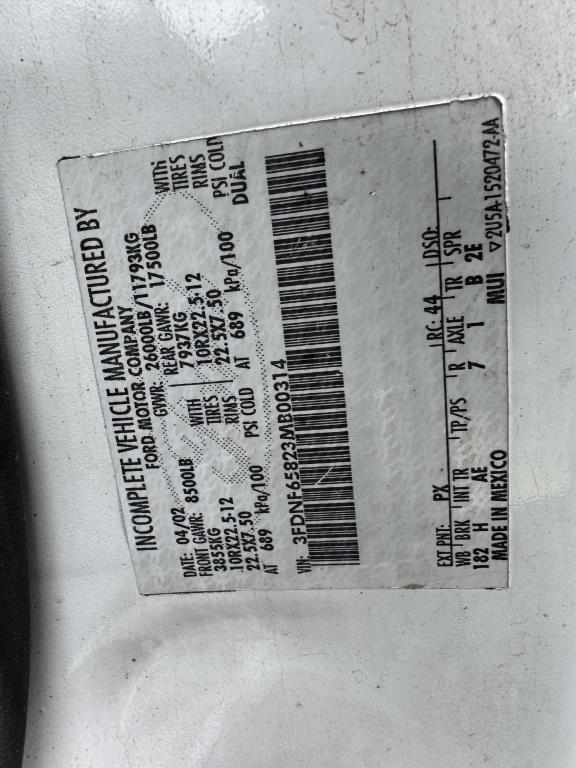 INCOMPLETE VEHICLE MANUFACTURED BY
FORD MOTOR COMPANY
DATE: 04/02 GVWR: 26000LB/11793KG
FRONT GAWR: 8500LB REAR GAWR: 17500LB WITH
3855KG WITH 7937KG TIRES
10RX22.5-12 TIRES 10RX22.5-12 RIMS
22.5X7.50 RIMS 22.5X7.50 PSI COLD
AT 689 kPa/100 PSI COLD AT 689 kPa/100 DUAL
VIN: 3FDNF65823MB00314
EXT PNT: PX RC: 44 DSO:
WB BRK INT TR TP/PS R AXLE TR SPR
182 H AE 7 1 B 2E
MADE IN MEXICO MUI ▽2U5A1520472-AA